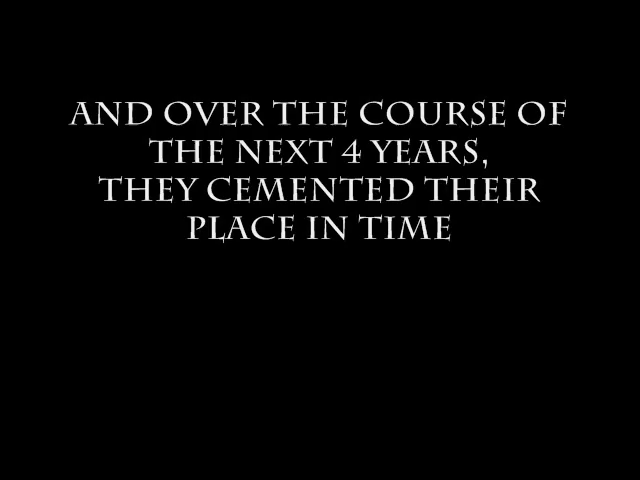 AND OVER THE COURSE OF
THE NEXT 4 YEARS,
THEY CEMENTED THEIR
PLACE IN TIME